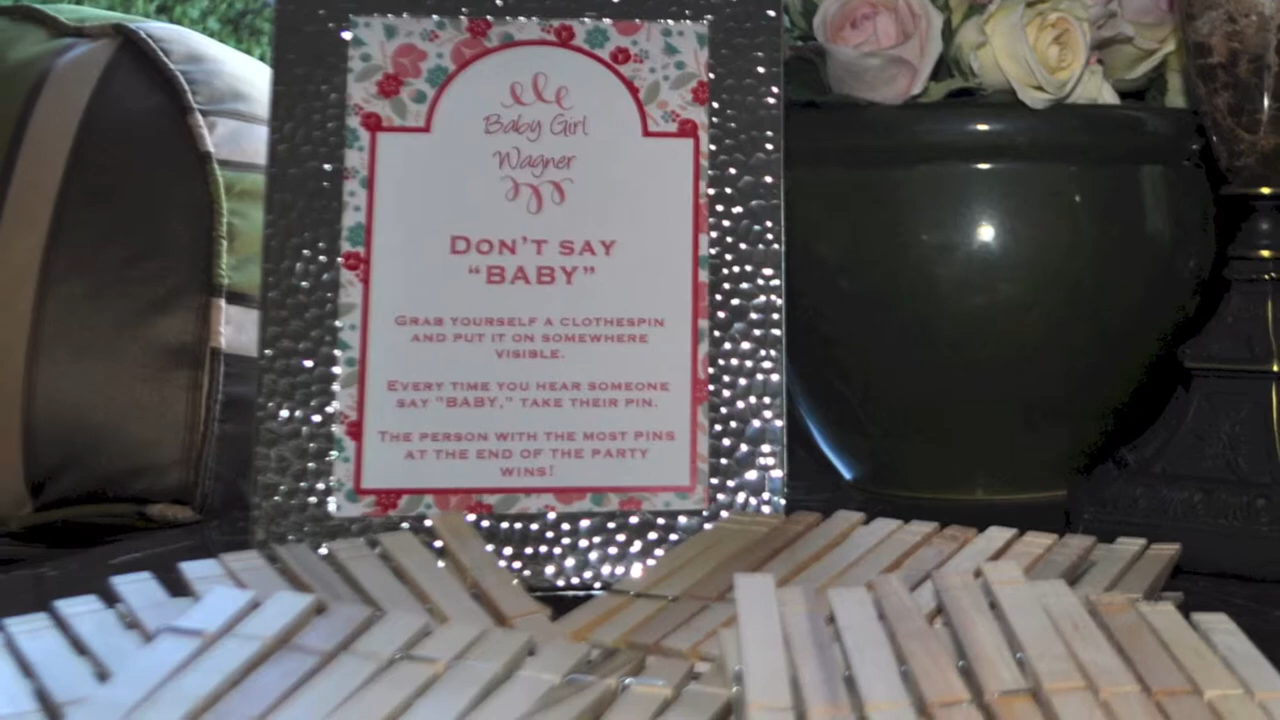 Baby Girl
Wagner
DON'T SAY
"BABY"
GRAB YOURSELF A CLOTHESPIN
AND PUT IT ON SOMEWHERE
VISIBLE.
EVERY TIME YOU HEAR SOMEONE
SAY "BABY," TAKE THEIR PIN.
THE PERSON WITH THE MOST PINS
AT THE END OF THE PARTY
WINS!